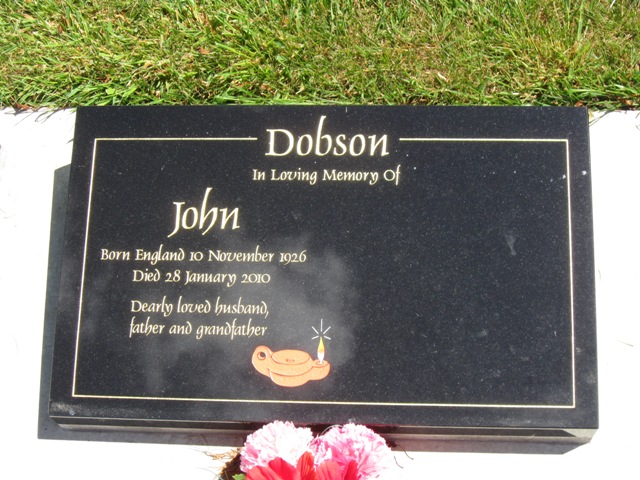 Dobson
In Loving Memory Of
John
Born England 10 November 1926
Died 28 January 2010
Dearly loved husband,
father and grandfather